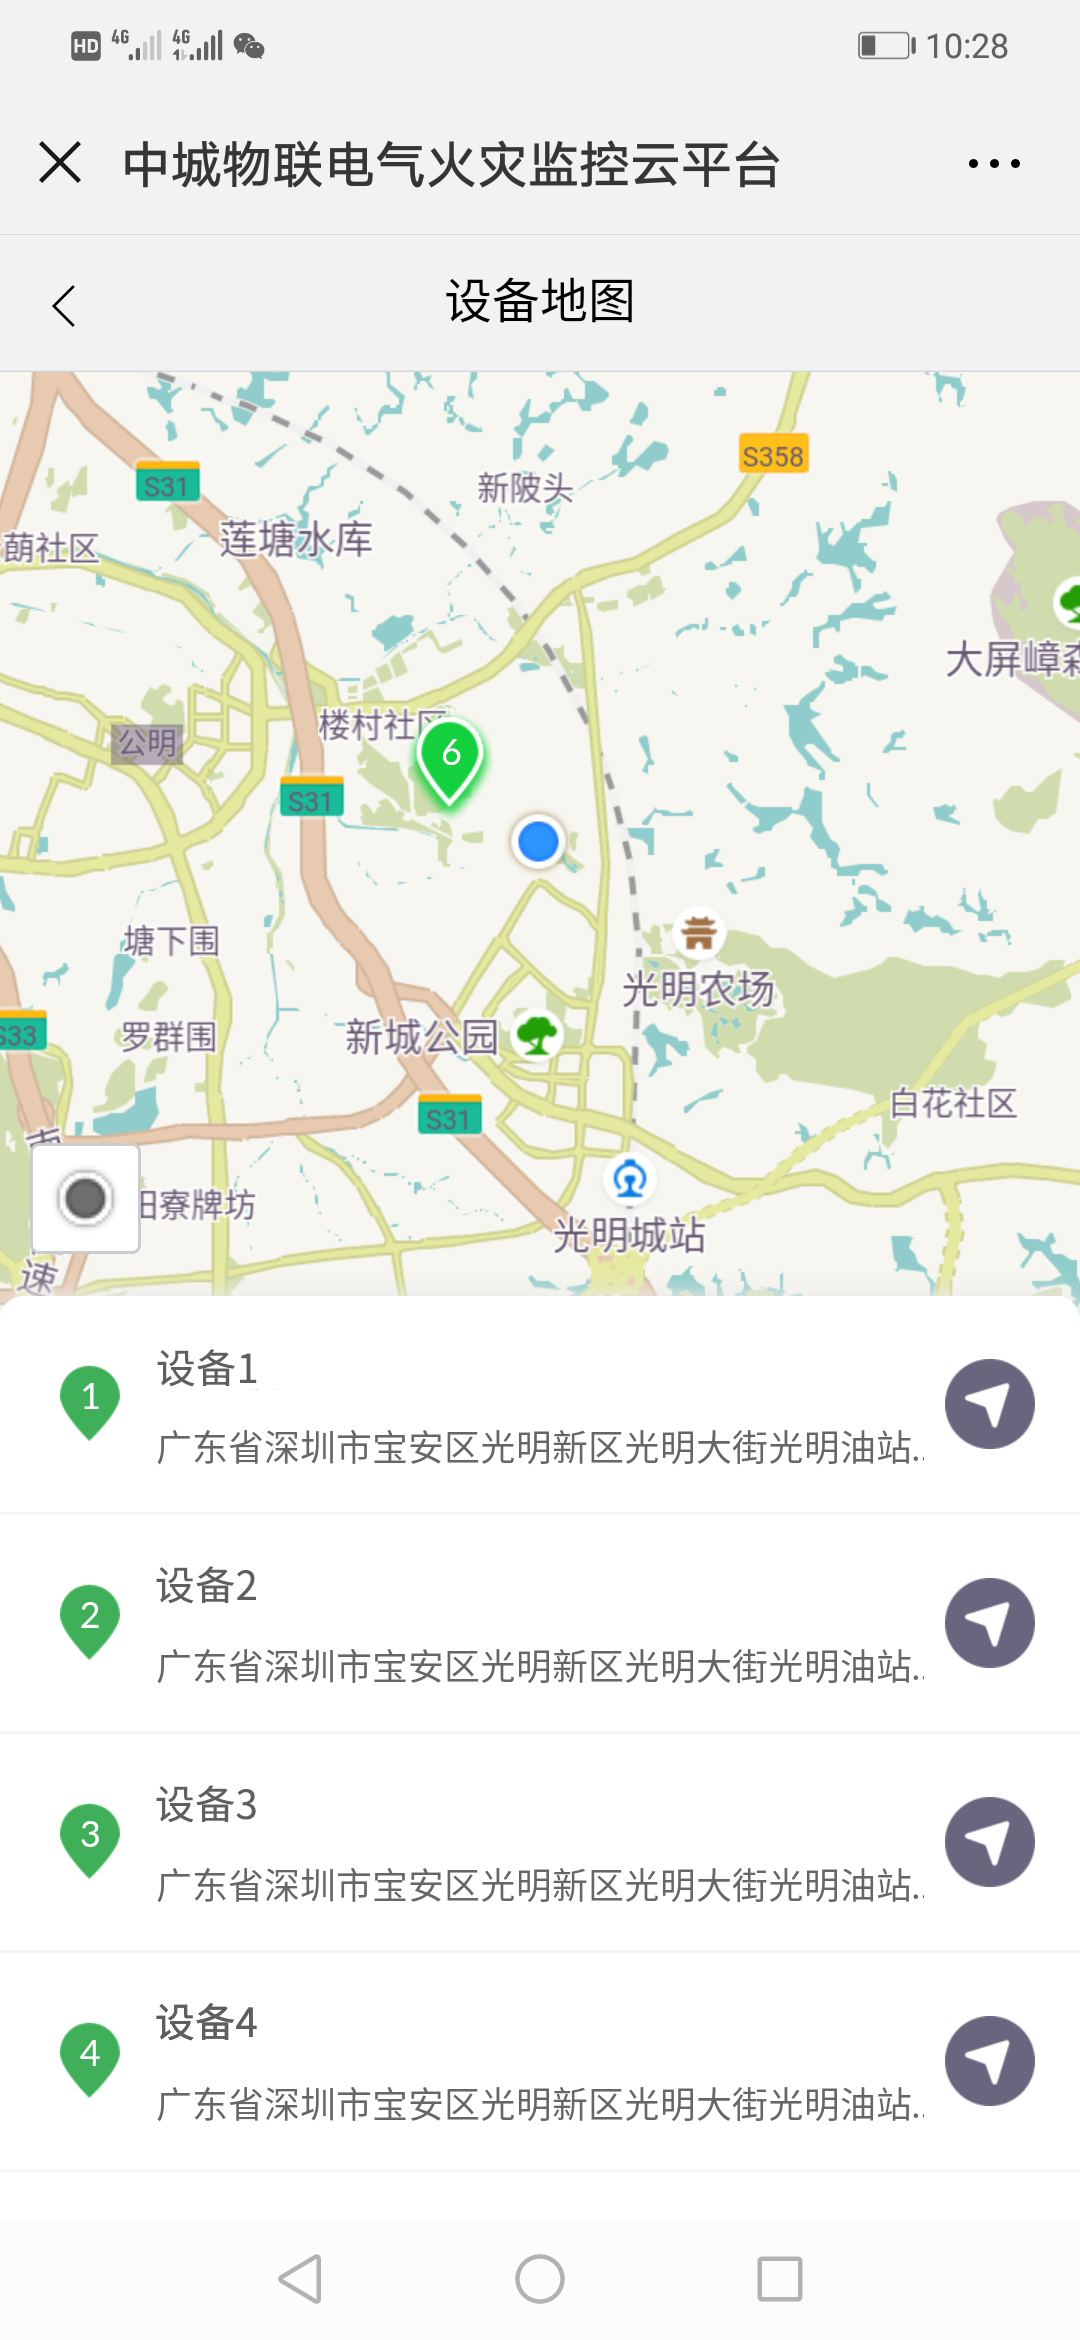 HD 4G 4G 10:28
中城物联电气火灾监控云平台
设备地图
S358
S31
新陂头
莲塘水库
葫社区
大屏嶂森
楼村社区
公明
6
S31
塘下围
光明农场
S33
罗群围
新城公园
白花社区
S31
阳寮牌坊
光明城站
速
设备1
1
广东省深圳市宝安区光明新区光明大街光明油站..
设备2
2
广东省深圳市宝安区光明新区光明大街光明油站..
设备3
3
广东省深圳市宝安区光明新区光明大街光明油站..
设备4
4
广东省深圳市宝安区光明新区光明大街光明油站..